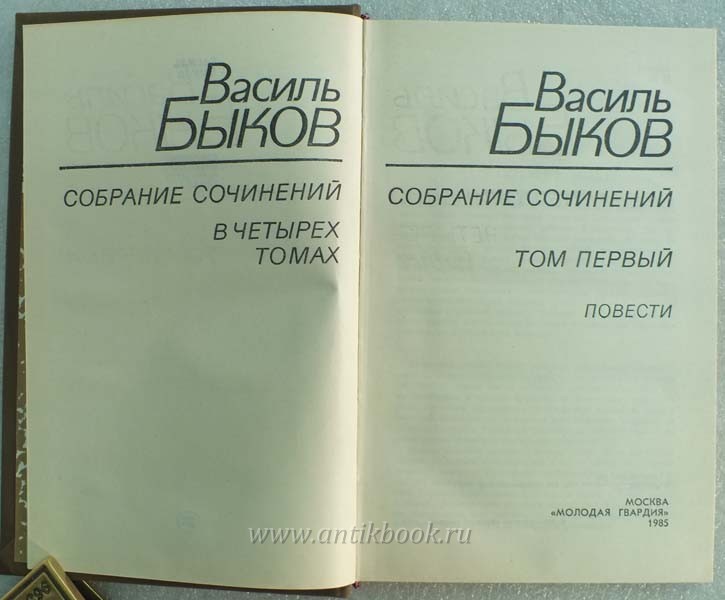 Василь
БЫКОВ
СОБРАНИЕ СОЧИНЕНИЙ
В ЧЕТЫРЕХ
ТОМАХ
Василь
БЫКОВ
СОБРАНИЕ СОЧИНЕНИЙ
ТОМ ПЕРВЫЙ
ПОВЕСТИ
МОСКВА
«МОЛОДАЯ ГВАРДИЯ»
1985
www.antikbook.ru